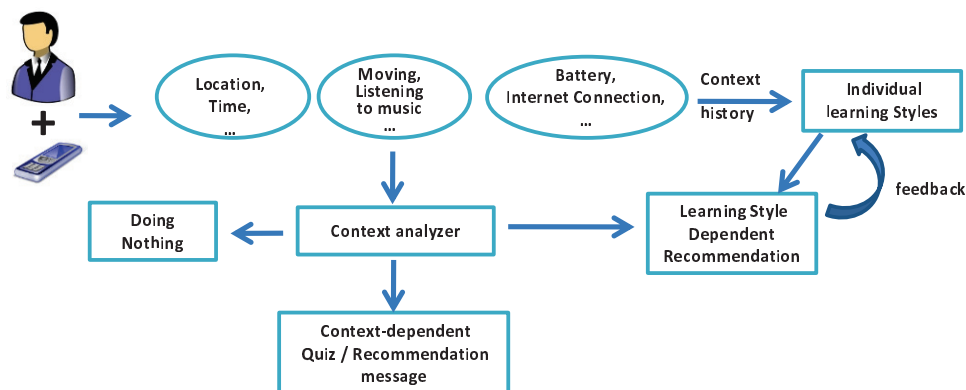 Location,
Time,
...
Moving,
Listening
to music
...
Battery,
Internet Connection,
...
Context
history
Individual
learning Styles
feedback
Doing
Nothing
Context analyzer
Learning Style
Dependent
Recommendation
Context-dependent
Quiz / Recommendation
message